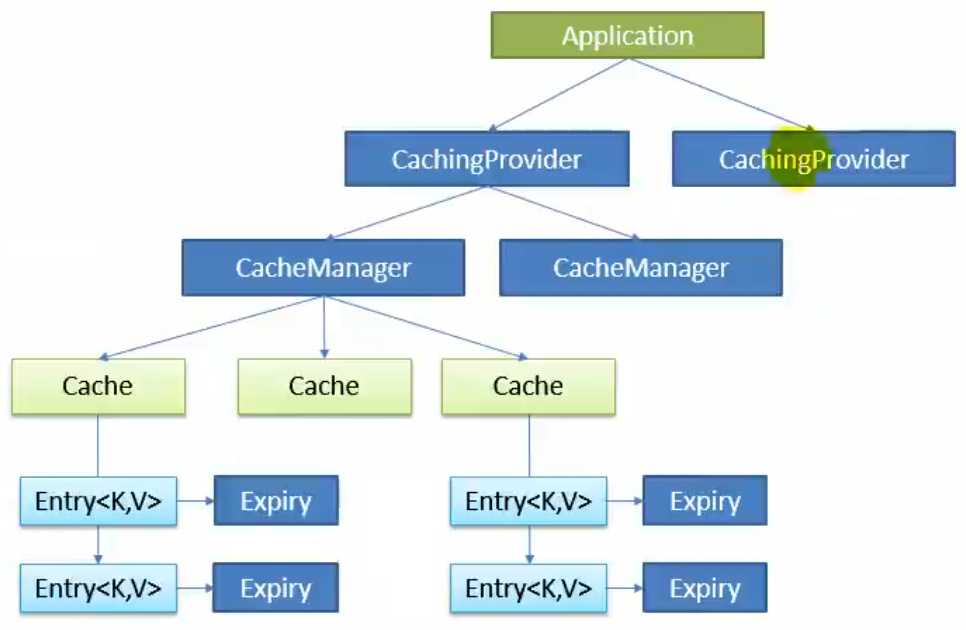 Application
CachingProvider
CachingProvider
CacheManager
CacheManager
Cache
Cache
Cache
Entry<K,V>
Expiry
Entry<K,V>
Expiry
Entry<K,V>
Expiry
Entry<K,V>
Expiry